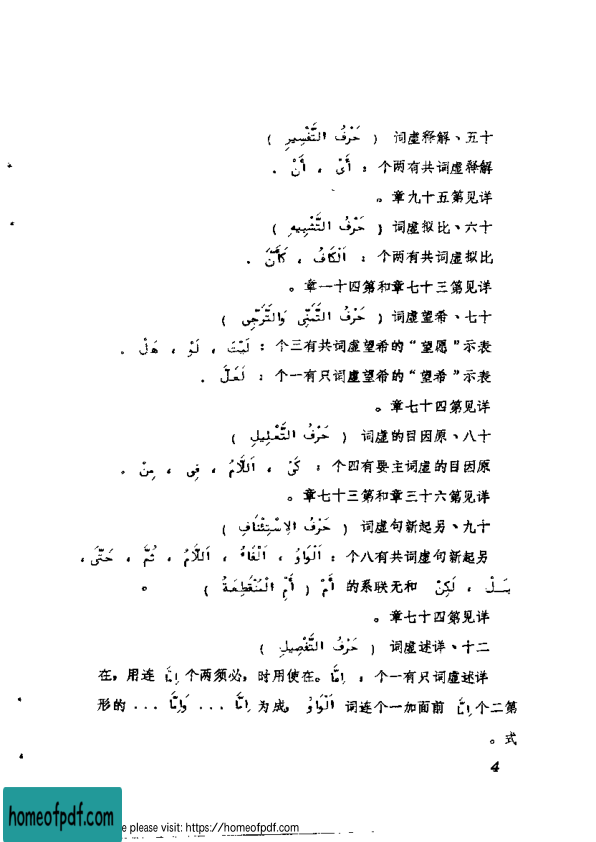 十五、解释虚词 ( حَرْفُ التَّفْسِيرِ )
解释虚词共有两个 : أَىْ ، أَنْ .
详见第五十九章。
十六、比拟虚词 ( حَرْفُ التَّشْبِيهِ )
比拟虚词共有两个 : اَلْكَافُ ، كَأَنَّ .
详见第三十七章和第四十一章。
十七、希望虚词 ( حَرْفُ التَّمَنِّى وَالتَّرَجِّى )
表示“愿望”的希望虚词共有三个 : لَيْتَ ، لَوْ ، هَلْ .
表示“希望”的希望虚词只有一个 : لَعَلَّ .
详见第四十七章。
十八、原因目的虚词 ( حَرْفُ التَّعْلِيلِ )
原因目的虚词主要有四个 : كَىْ ، اَللَّامُ ، فِى ، مِنْ .
详见第六十三章和第三十七章。
十九、另起新句虚词 ( حَرْفُ الِاسْتِئْنَافِ )
另起新句虚词共有八个 : اَلْوَاوُ ، اَلْفَاءُ ، اَللَّامُ ، ثُمَّ ، حَتَّى ،
بَــلْ ، لَكِنْ 和无联系的 أَمْ ( أَمِ الْمُنْقَطِعَةُ ) 。
详见第四十七章。
二十、详述虚词 ( حَرْفُ التَّفْصِيلِ )
详述虚词只有一个 : إِمَّا。在使用时,必须两个 إِمَّا 连用,在
第二个 إِمَّا 前面加一个连词 اَلْوَاوُ ,成为 إِمَّا ... وَإِمَّا ... 的形
式。
4
homeofpdf.com
e please visit: https://homeofpdf.com